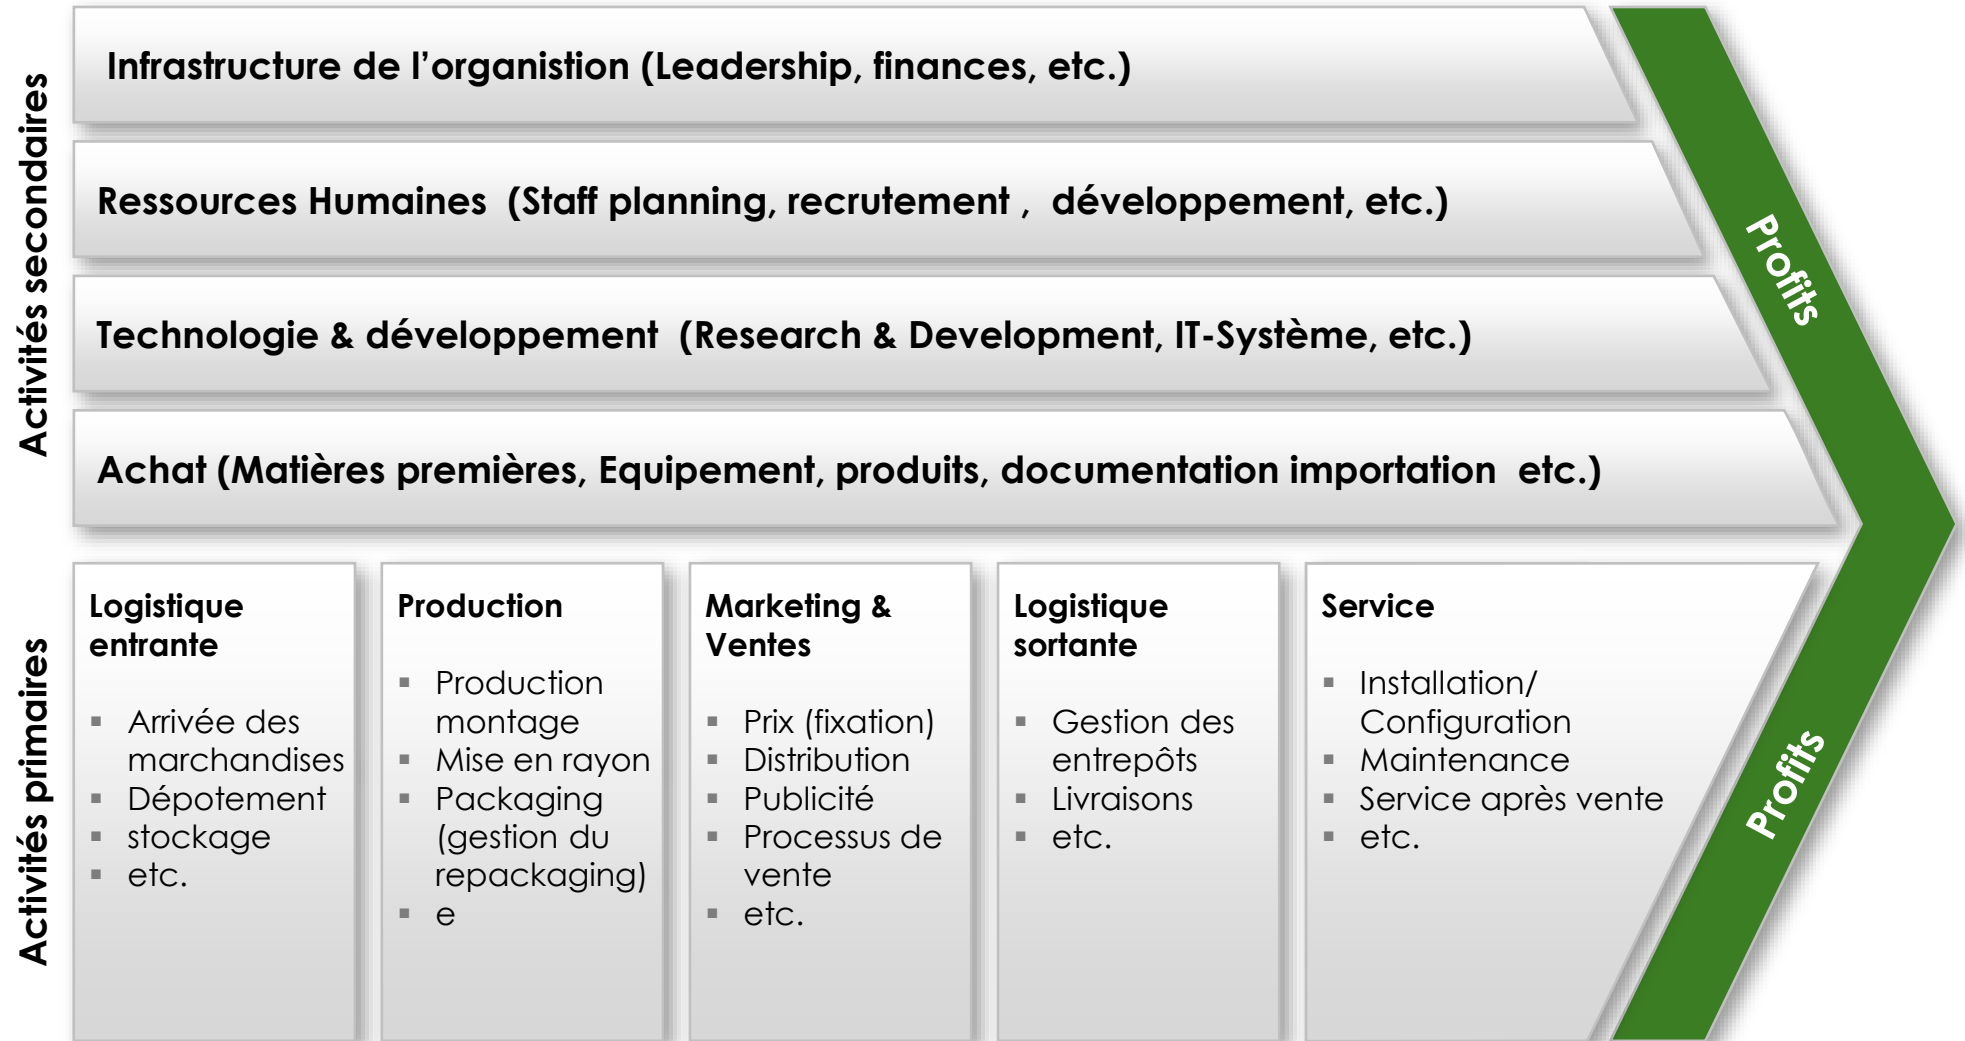 Activités secondaires
Infrastructure de l’organistion (Leadership, finances, etc.)
Ressources Humaines (Staff planning, recrutement , développement, etc.)
Technologie & développement (Research & Development, IT-Système, etc.)
Achat (Matières premières, Equipement, produits, documentation importation etc.)
Profits
Activités primaires
Logistique
entrante
▪ Arrivée des
marchandises
▪ Dépotement
▪ stockage
▪ etc.
Production
▪ Production
montage
▪ Mise en rayon
▪ Packaging
(gestion du
repackaging)
▪ e
Marketing &
Ventes
▪ Prix (fixation)
▪ Distribution
▪ Publicité
▪ Processus de
vente
▪ etc.
Logistique
sortante
▪ Gestion des
entrepôts
▪ Livraisons
▪ etc.
Service
▪ Installation/
Configuration
▪ Maintenance
▪ Service après vente
▪ etc.
Profits